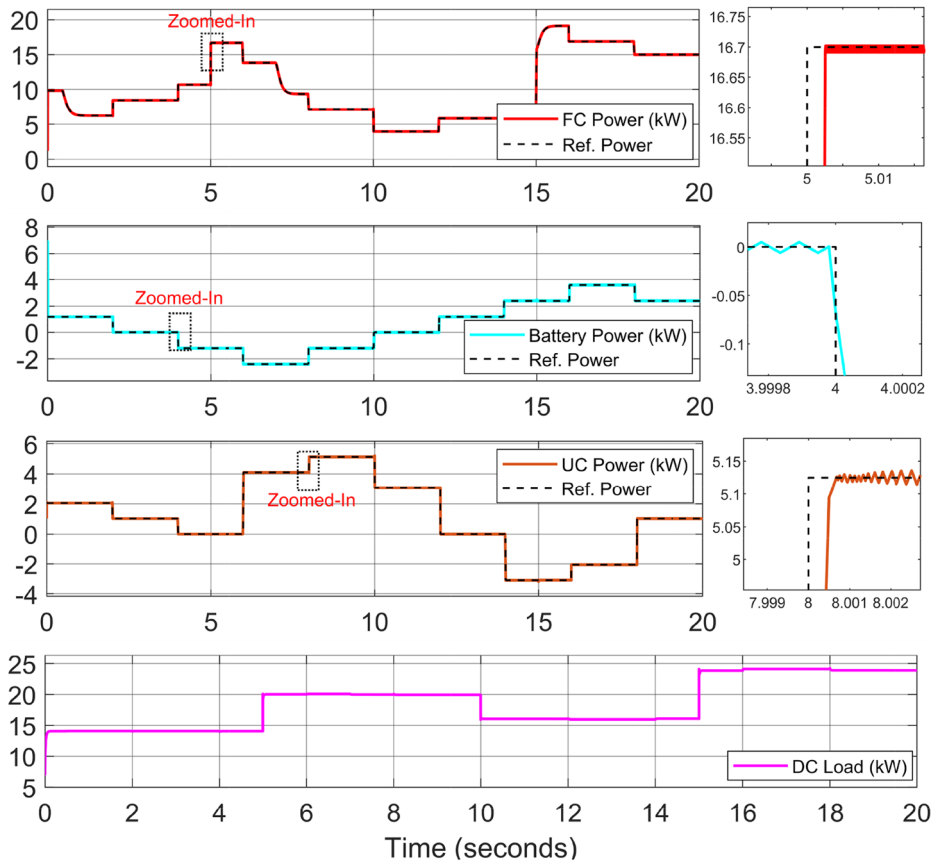 20
15
10
5
0
Zoomed-In
FC Power (kW)
Ref. Power
0 5 10 15 20
16.75
16.7
16.65
16.6
16.55
5 5.01
8
6
4
2
0
-2
Zoomed-In
Battery Power (kW)
Ref. Power
0 5 10 15 20
0
-0.05
-0.1
3.9998 4 4.0002
6
4
2
0
-2
-4
Zoomed-In
UC Power (kW)
Ref. Power
0 5 10 15 20
5.15
5.1
5.05
5
7.999 8 8.001 8.002
25
20
15
10
5
DC Load (kW)
0 2 4 6 8 10 12 14 16 18 20
Time (seconds)